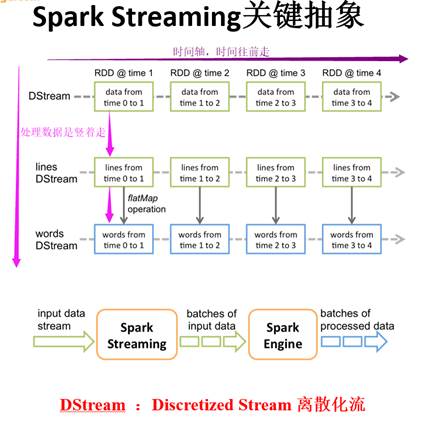 Spark Streaming关键抽象
时间轴，时间往前走
RDD @ time 1 RDD @ time 2 RDD @ time 3 RDD @ time 4
DStream
data from
time 0 to 1
data from
time 1 to 2
data from
time 2 to 3
data from
time 3 to 4
处理数据是竖着走
lines
DStream
lines from
time 0 to 1
lines from
time 1 to 2
lines from
time 2 to 3
lines from
time 3 to 4
flatMap
operation
words
DStream
words from
time 0 to 1
words from
time 1 to 2
words from
time 2 to 3
words from
time 3 to 4
input data
stream
Spark
Streaming
batches of
input data
Spark
Engine
batches of
processed data
DStream ：Discretized Stream 离散化流